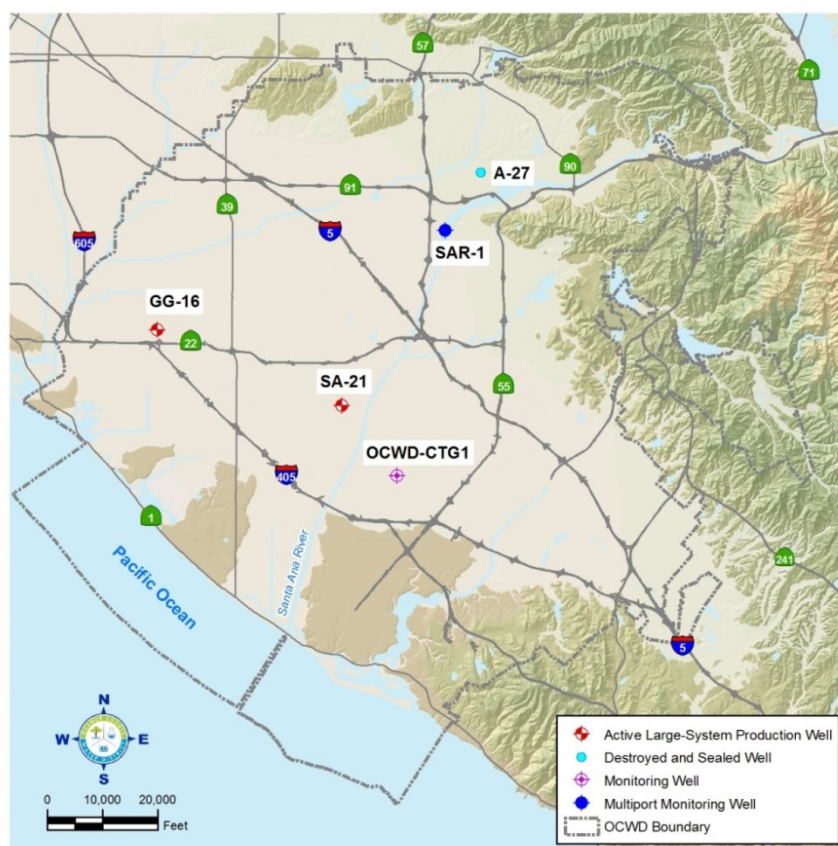 57
71
A-27
90
91
39
5
605
SAR-1
GG-16
22
SA-21
55
OCWD-CTG1
405
1
241
Pacific Ocean
Santa Ana River
5
N
W E
S
0 10,000 20,000
Feet
Active Large-System Production Well
Destroyed and Sealed Well
Monitoring Well
Multiport Monitoring Well
OCWD Boundary